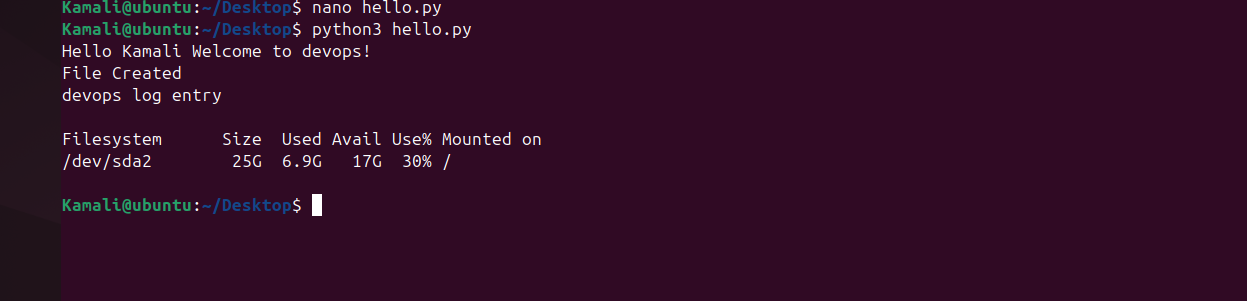 Kamali@ubuntu:~/Desktop$ nano hello.py
Kamali@ubuntu:~/Desktop$ python3 hello.py
Hello Kamali Welcome to devops!
File Created
devops log entry
Filesystem      Size  Used Avail Use% Mounted on
/dev/sda2        25G  6.9G   17G  30% /
Kamali@ubuntu:~/Desktop$